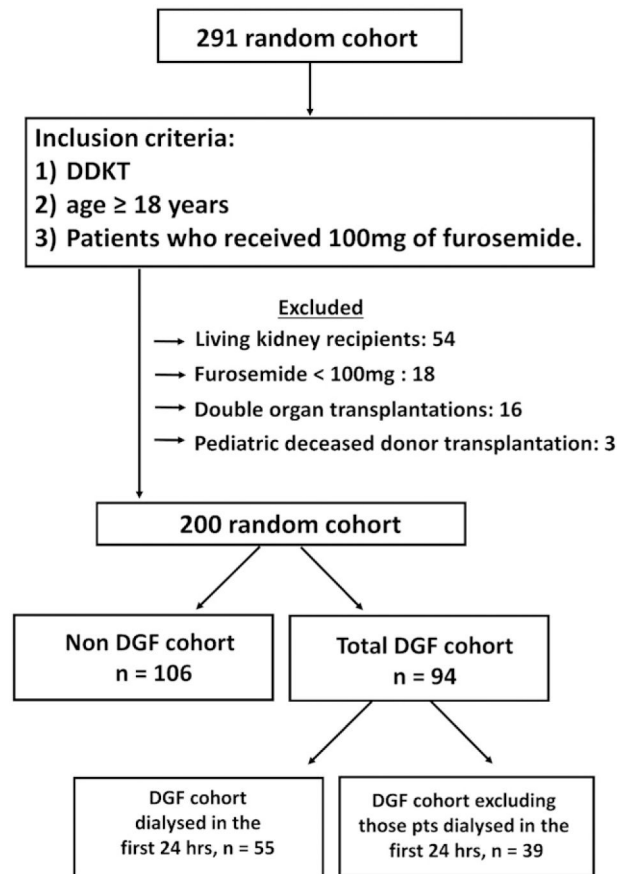 291 random cohort
Inclusion criteria:
1) DDKT
2) age ≥ 18 years
3) Patients who received 100mg of furosemide.
Excluded
Living kidney recipients: 54
Furosemide < 100mg : 18
Double organ transplantations: 16
Pediatric deceased donor transplantation: 3
200 random cohort
Non DGF cohort
n = 106
Total DGF cohort
n = 94
DGF cohort
dialysed in the
first 24 hrs, n = 55
DGF cohort excluding
those pts dialysed in the
first 24 hrs, n = 39